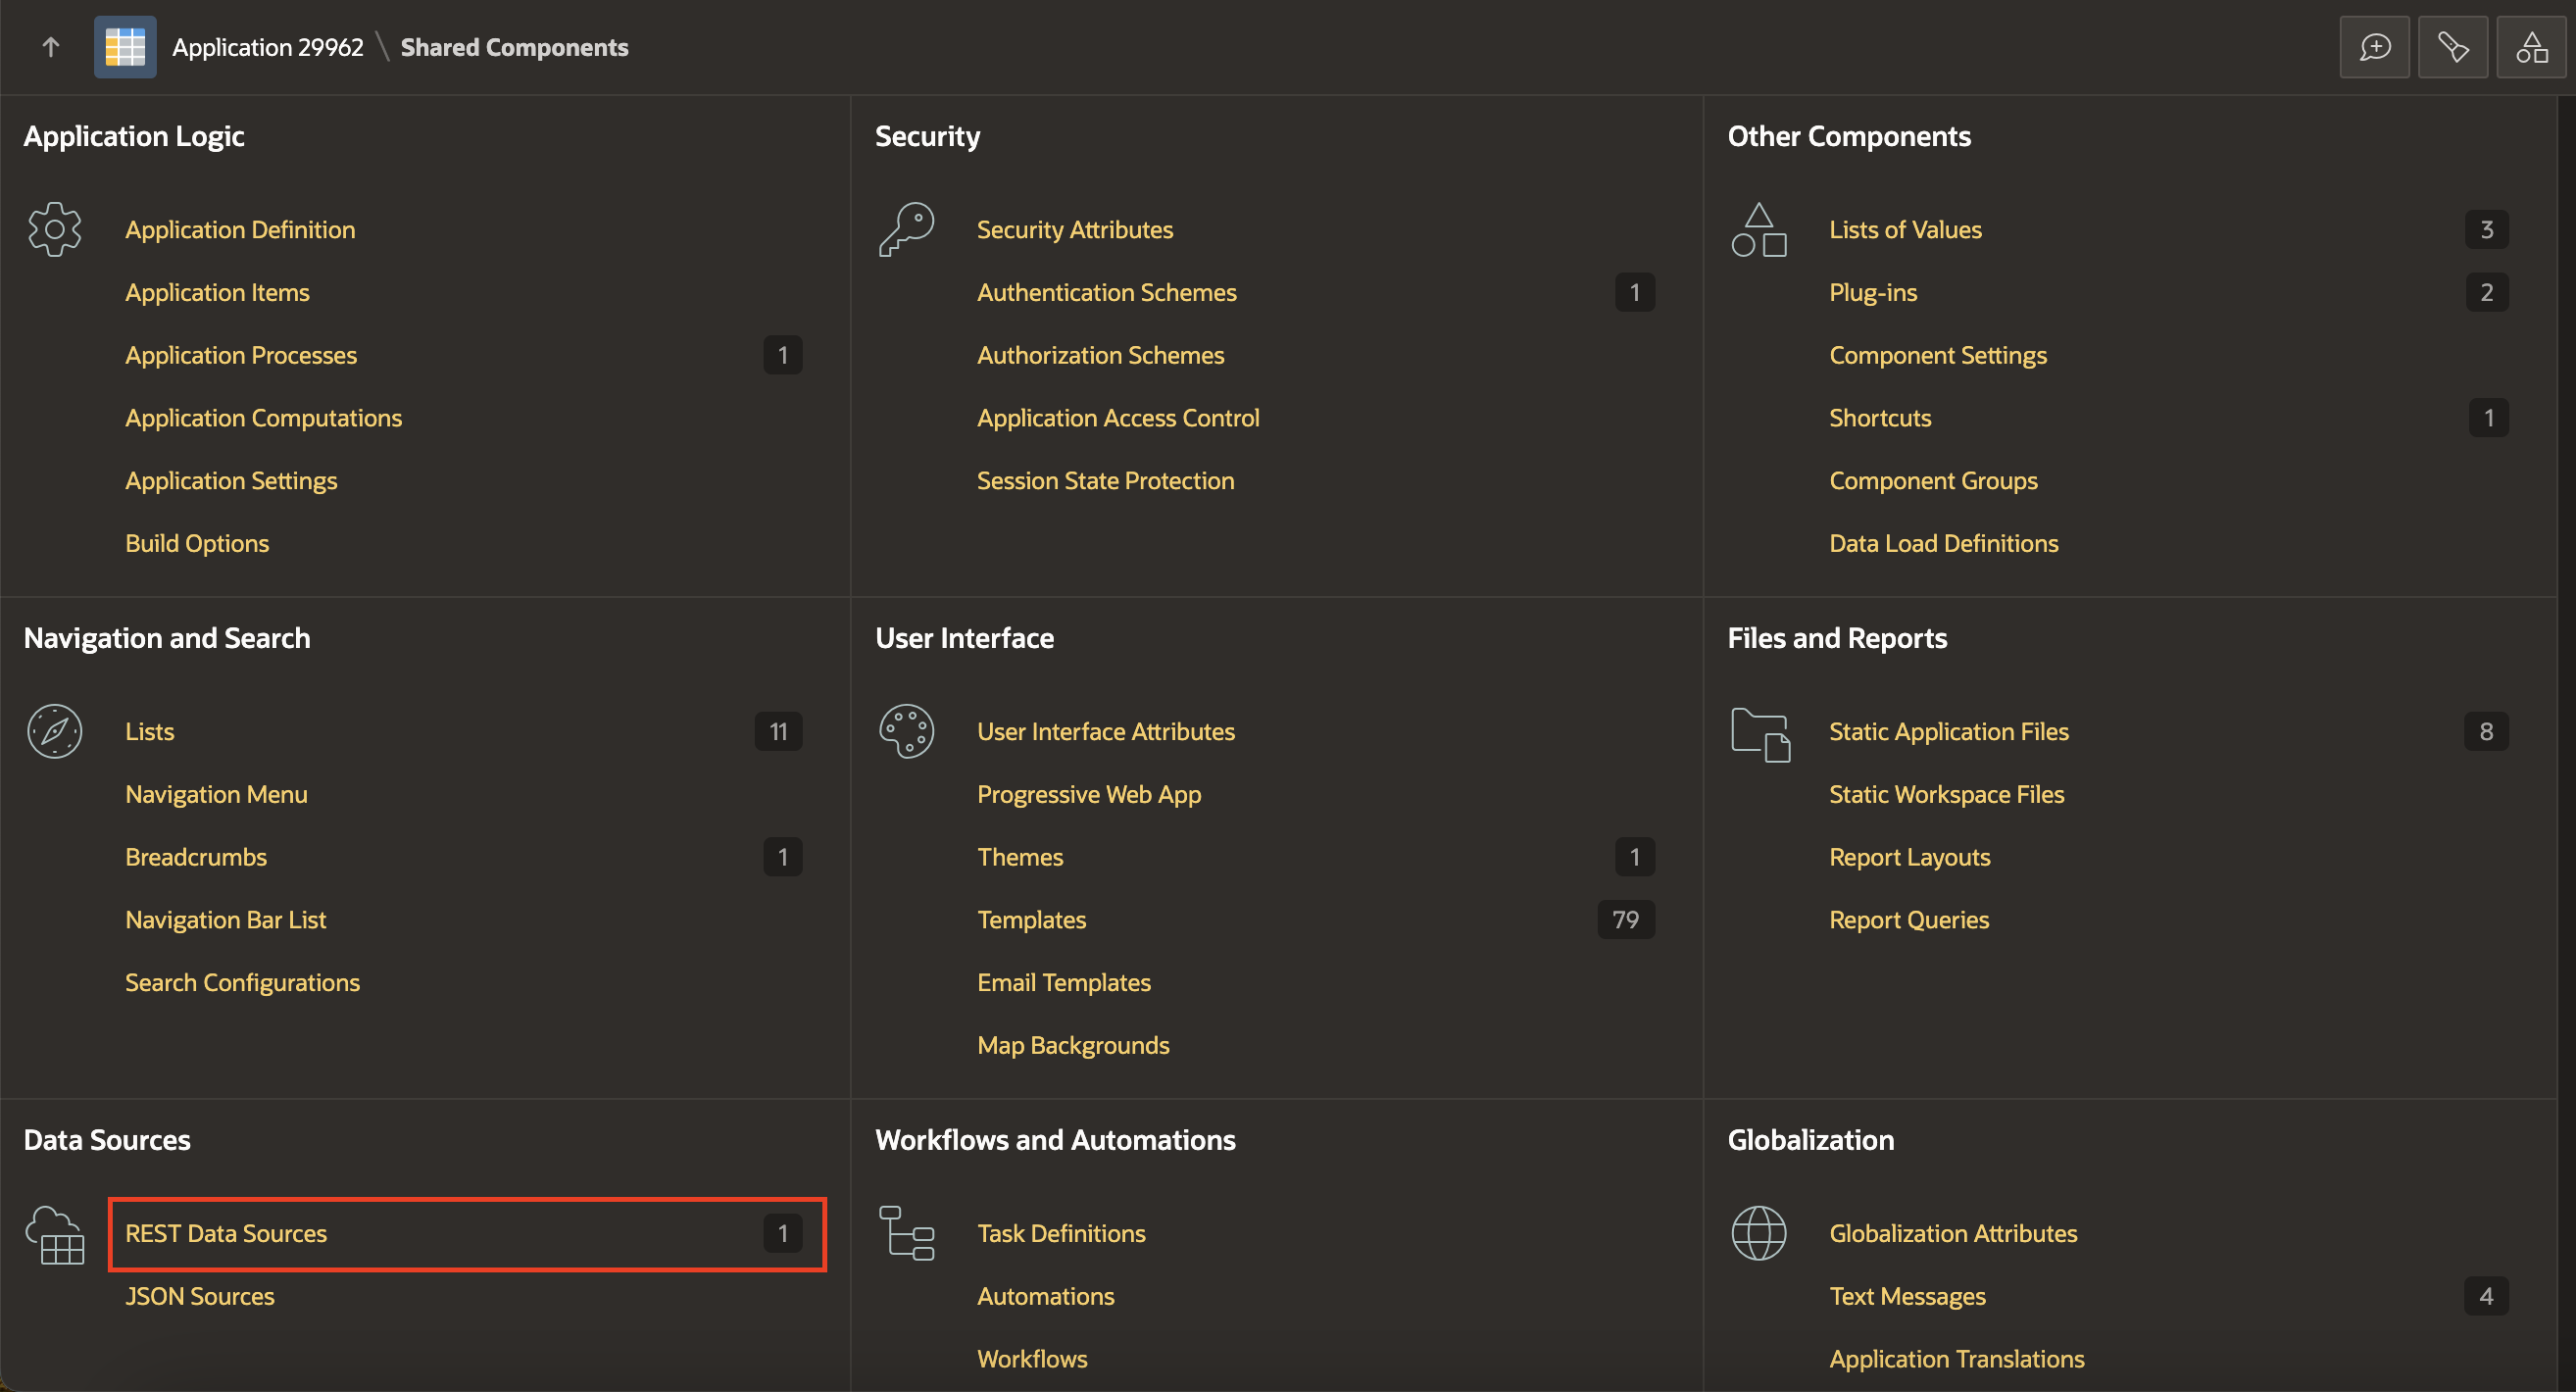 Application 29962 \ Shared Components
Application Logic
Application Definition
Application Items
Application Processes 1
Application Computations
Application Settings
Build Options
Security
Security Attributes
Authentication Schemes 1
Authorization Schemes
Application Access Control
Session State Protection
Other Components
Lists of Values 3
Plug-ins 2
Component Settings
Shortcuts 1
Component Groups
Data Load Definitions
Navigation and Search
Lists 11
Navigation Menu
Breadcrumbs 1
Navigation Bar List
Search Configurations
User Interface
User Interface Attributes
Progressive Web App
Themes 1
Templates 79
Email Templates
Map Backgrounds
Files and Reports
Static Application Files 8
Static Workspace Files
Report Layouts
Report Queries
Data Sources
REST Data Sources 1
JSON Sources
Workflows and Automations
Task Definitions
Automations
Workflows
Globalization
Globalization Attributes
Text Messages 4
Application Translations